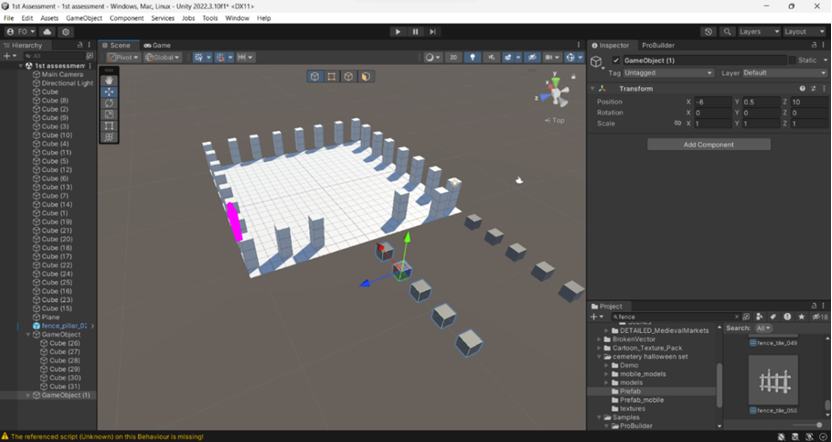 1st Assessment - Windows, Mac, Linux - Unity 2022.3.10f1* <DX11>
File Edit Assets GameObject Component Services Jobs Tools Window Help
FO Layers Layout
Hierarchy Scene Game Inspector ProBuilder
All Pivot Global 2D GameObject (1) Static
1st assessment Tag Untagged Layer Default
Main Camera
Directional Light Transform
Cube Position X -6 Y 0.5 Z 10
Cube (8) Rotation X 0 Y 0 Z 0
Cube (2) Scale X 1 Y 1 Z 1
Cube (9) y z Top
Cube (3)
Cube (10) Add Component
Cube (4)
Cube (11)
Cube (5)
Cube (12)
Cube (6)
Cube (13)
Cube (7)
Cube (14)
Cube (1)
Cube (19)
Cube (21)
Cube (20)
Cube (18)
Cube (17)
Cube (22)
Cube (24)
Cube (25)
Cube (16)
Cube (23) Project
Cube (15) fence 18
Plane Search: All
fence_pillar_02 DETAILED_MedievalMarkets
GameObject BrokenVector fence_tile_049
Cube (26) Cartoon_Texture_Pack
Cube (27) cemetery halloween set
Cube (28) Demo
Cube (29) mobile_models
Cube (30) models
Cube (31) Prefab
GameObject (1) Prefab_mobile
textures fence_tile_050
Samples
ProBuilder
The referenced script (Unknown) on this Behaviour is missing!